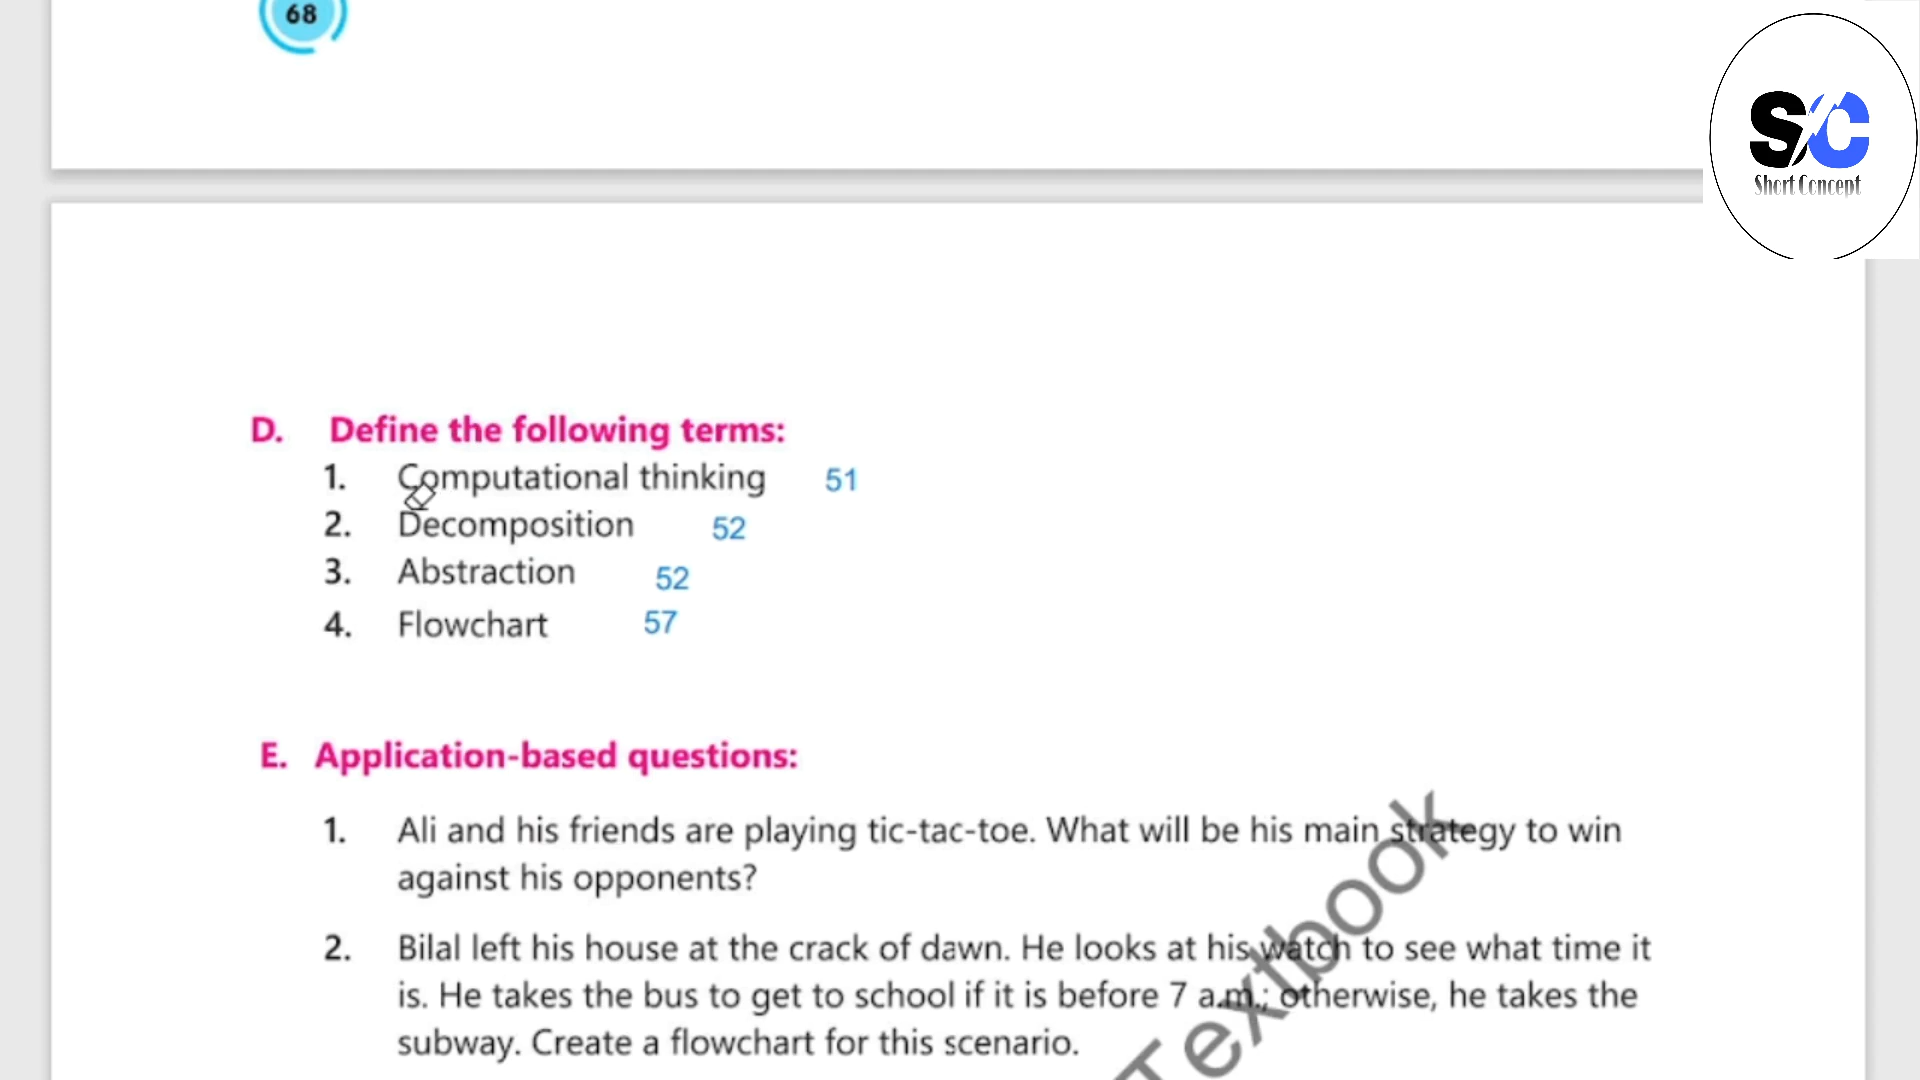 68
SC
Short Concept
D. Define the following terms:
1. Computational thinking 51
2. Decomposition 52
3. Abstraction 52
4. Flowchart 57
E. Application-based questions:
1. Ali and his friends are playing tic-tac-toe. What will be his main strategy to win
against his opponents?
2. Bilal left his house at the crack of dawn. He looks at his watch to see what time it
is. He takes the bus to get to school if it is before 7 a.m.; otherwise, he takes the
subway. Create a flowchart for this scenario.
Textbook